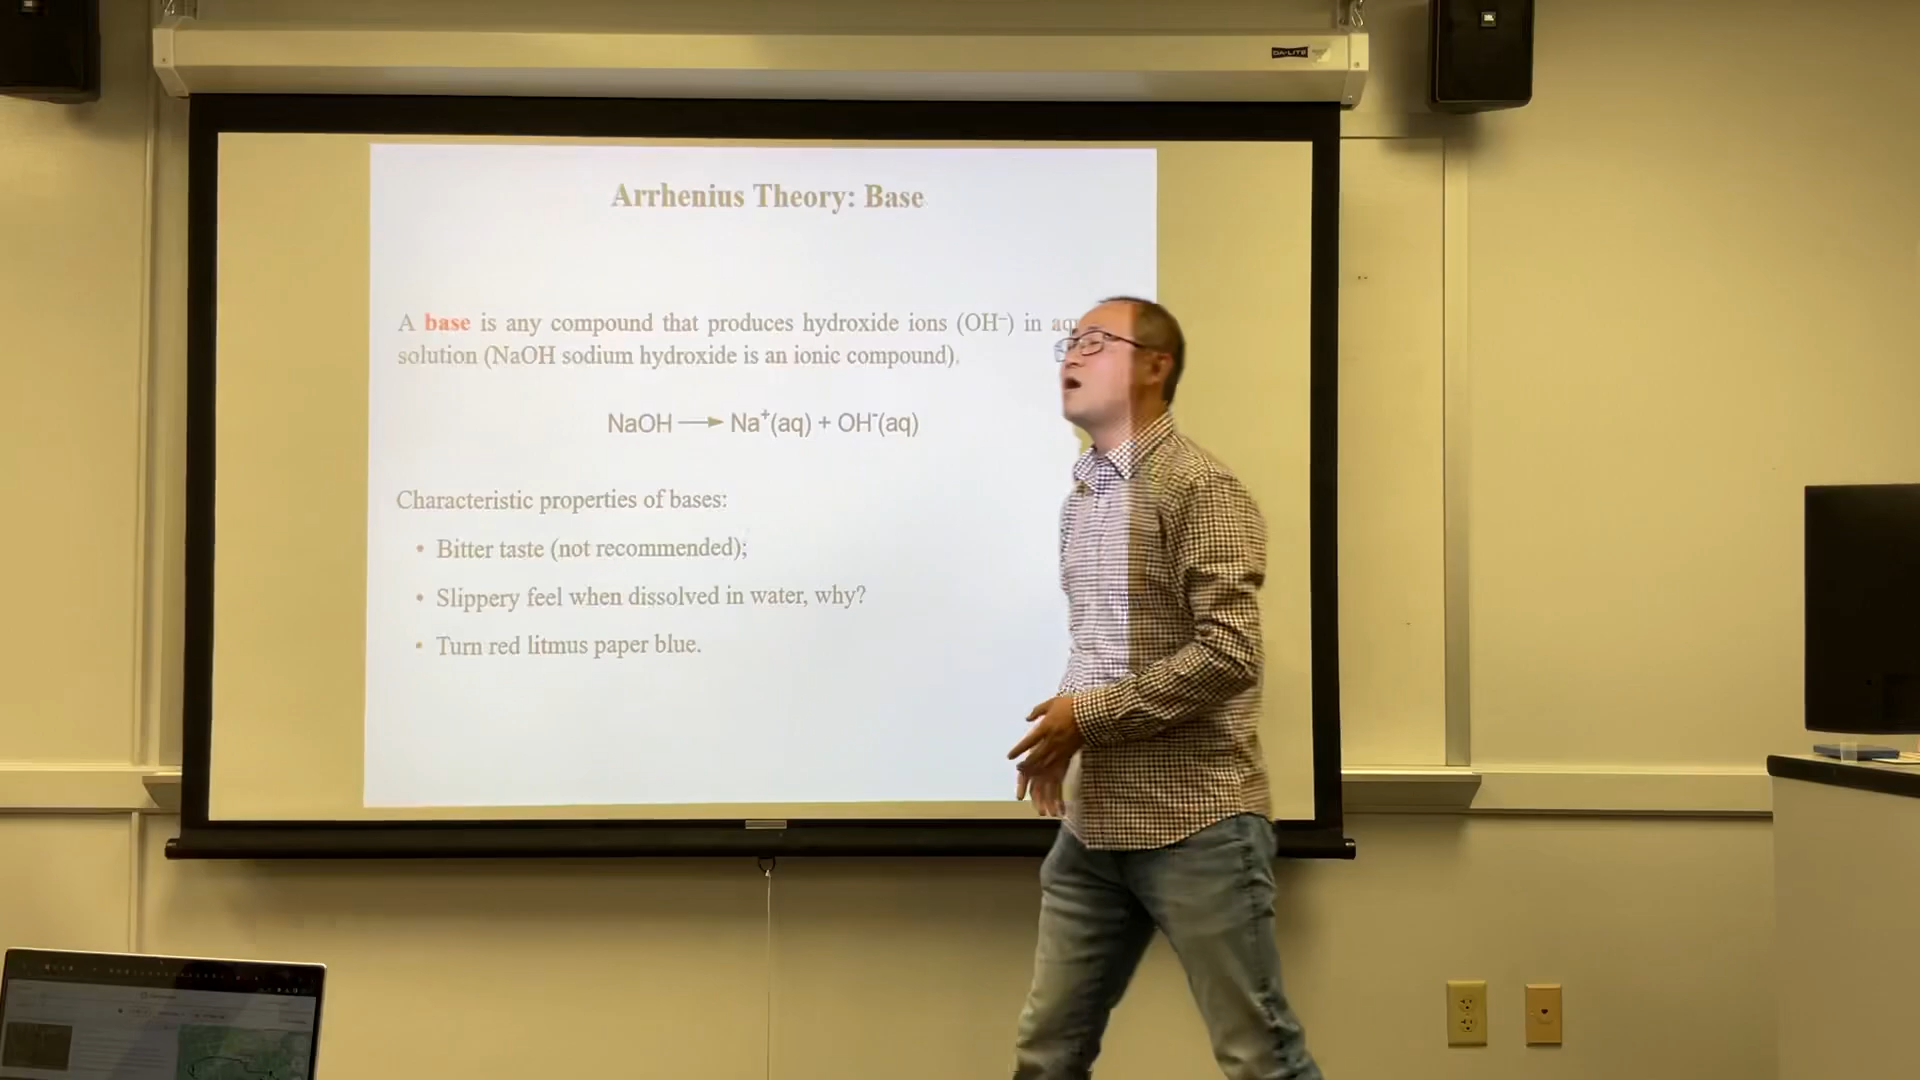 DA-LITE
Arrhenius Theory: Base
A base is any compound that produces hydroxide ions (OH⁻) in
solution (NaOH sodium hydroxide is an ionic compound).
NaOH ⟶ Na⁺(aq) + OH⁻(aq)
Characteristic properties of bases:
• Bitter taste (not recommended);
• Slippery feel when dissolved in water, why?
• Turn red litmus paper blue.